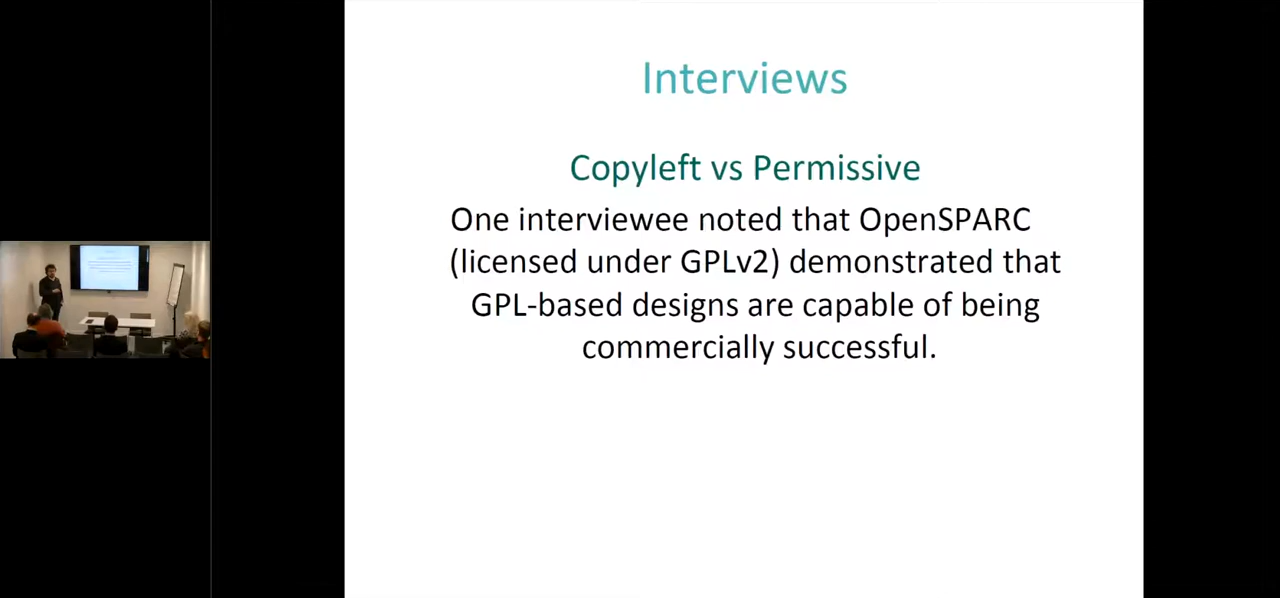 Interviews
Copyleft vs Permissive
One interviewee noted that OpenSPARC
(licensed under GPLv2) demonstrated that
GPL-based designs are capable of being
commercially successful.